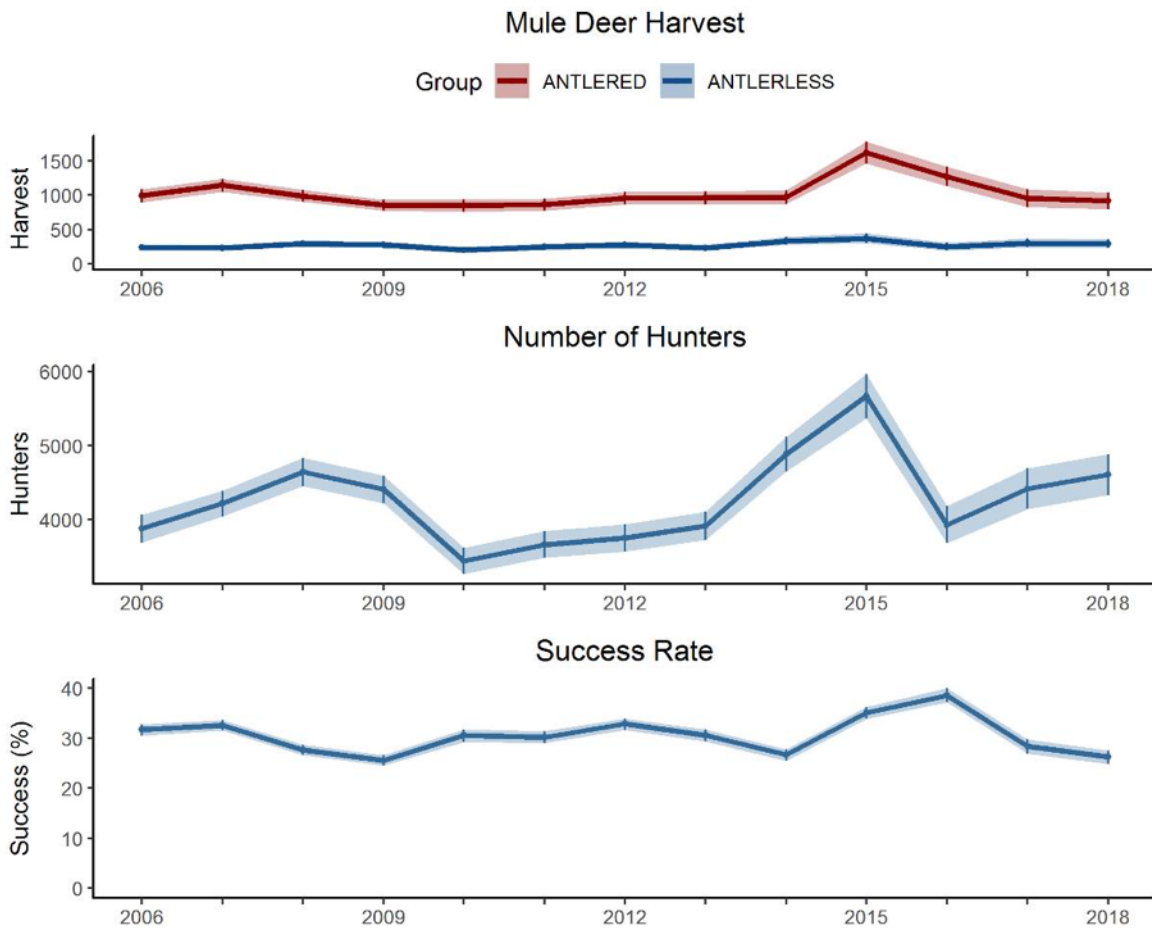 Mule Deer Harvest
Group ANTLERED ANTLERLESS
Harvest
1500
1000
500
0
2006 2009 2012 2015 2018
Number of Hunters
Hunters
6000
5000
4000
2006 2009 2012 2015 2018
Success Rate
Success (%)
40
30
20
10
0
2006 2009 2012 2015 2018